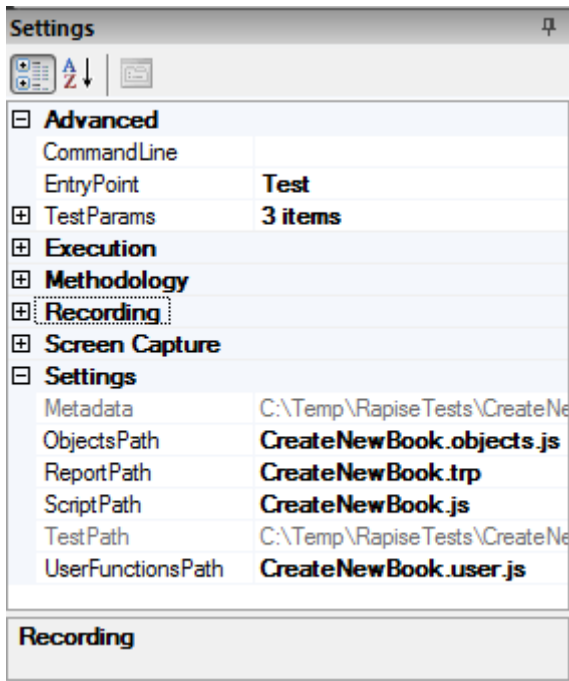 Settings
A
Z
Advanced
CommandLine
EntryPoint Test
TestParams 3 items
Execution
Methodology
Recording
Screen Capture
Settings
Metadata C:\Temp\RapiseTests\CreateNe
ObjectsPath CreateNewBook.objects.js
ReportPath CreateNewBook.trp
ScriptPath CreateNewBook.js
TestPath C:\Temp\RapiseTests\CreateNe
UserFunctionsPath CreateNewBook.user.js
Recording